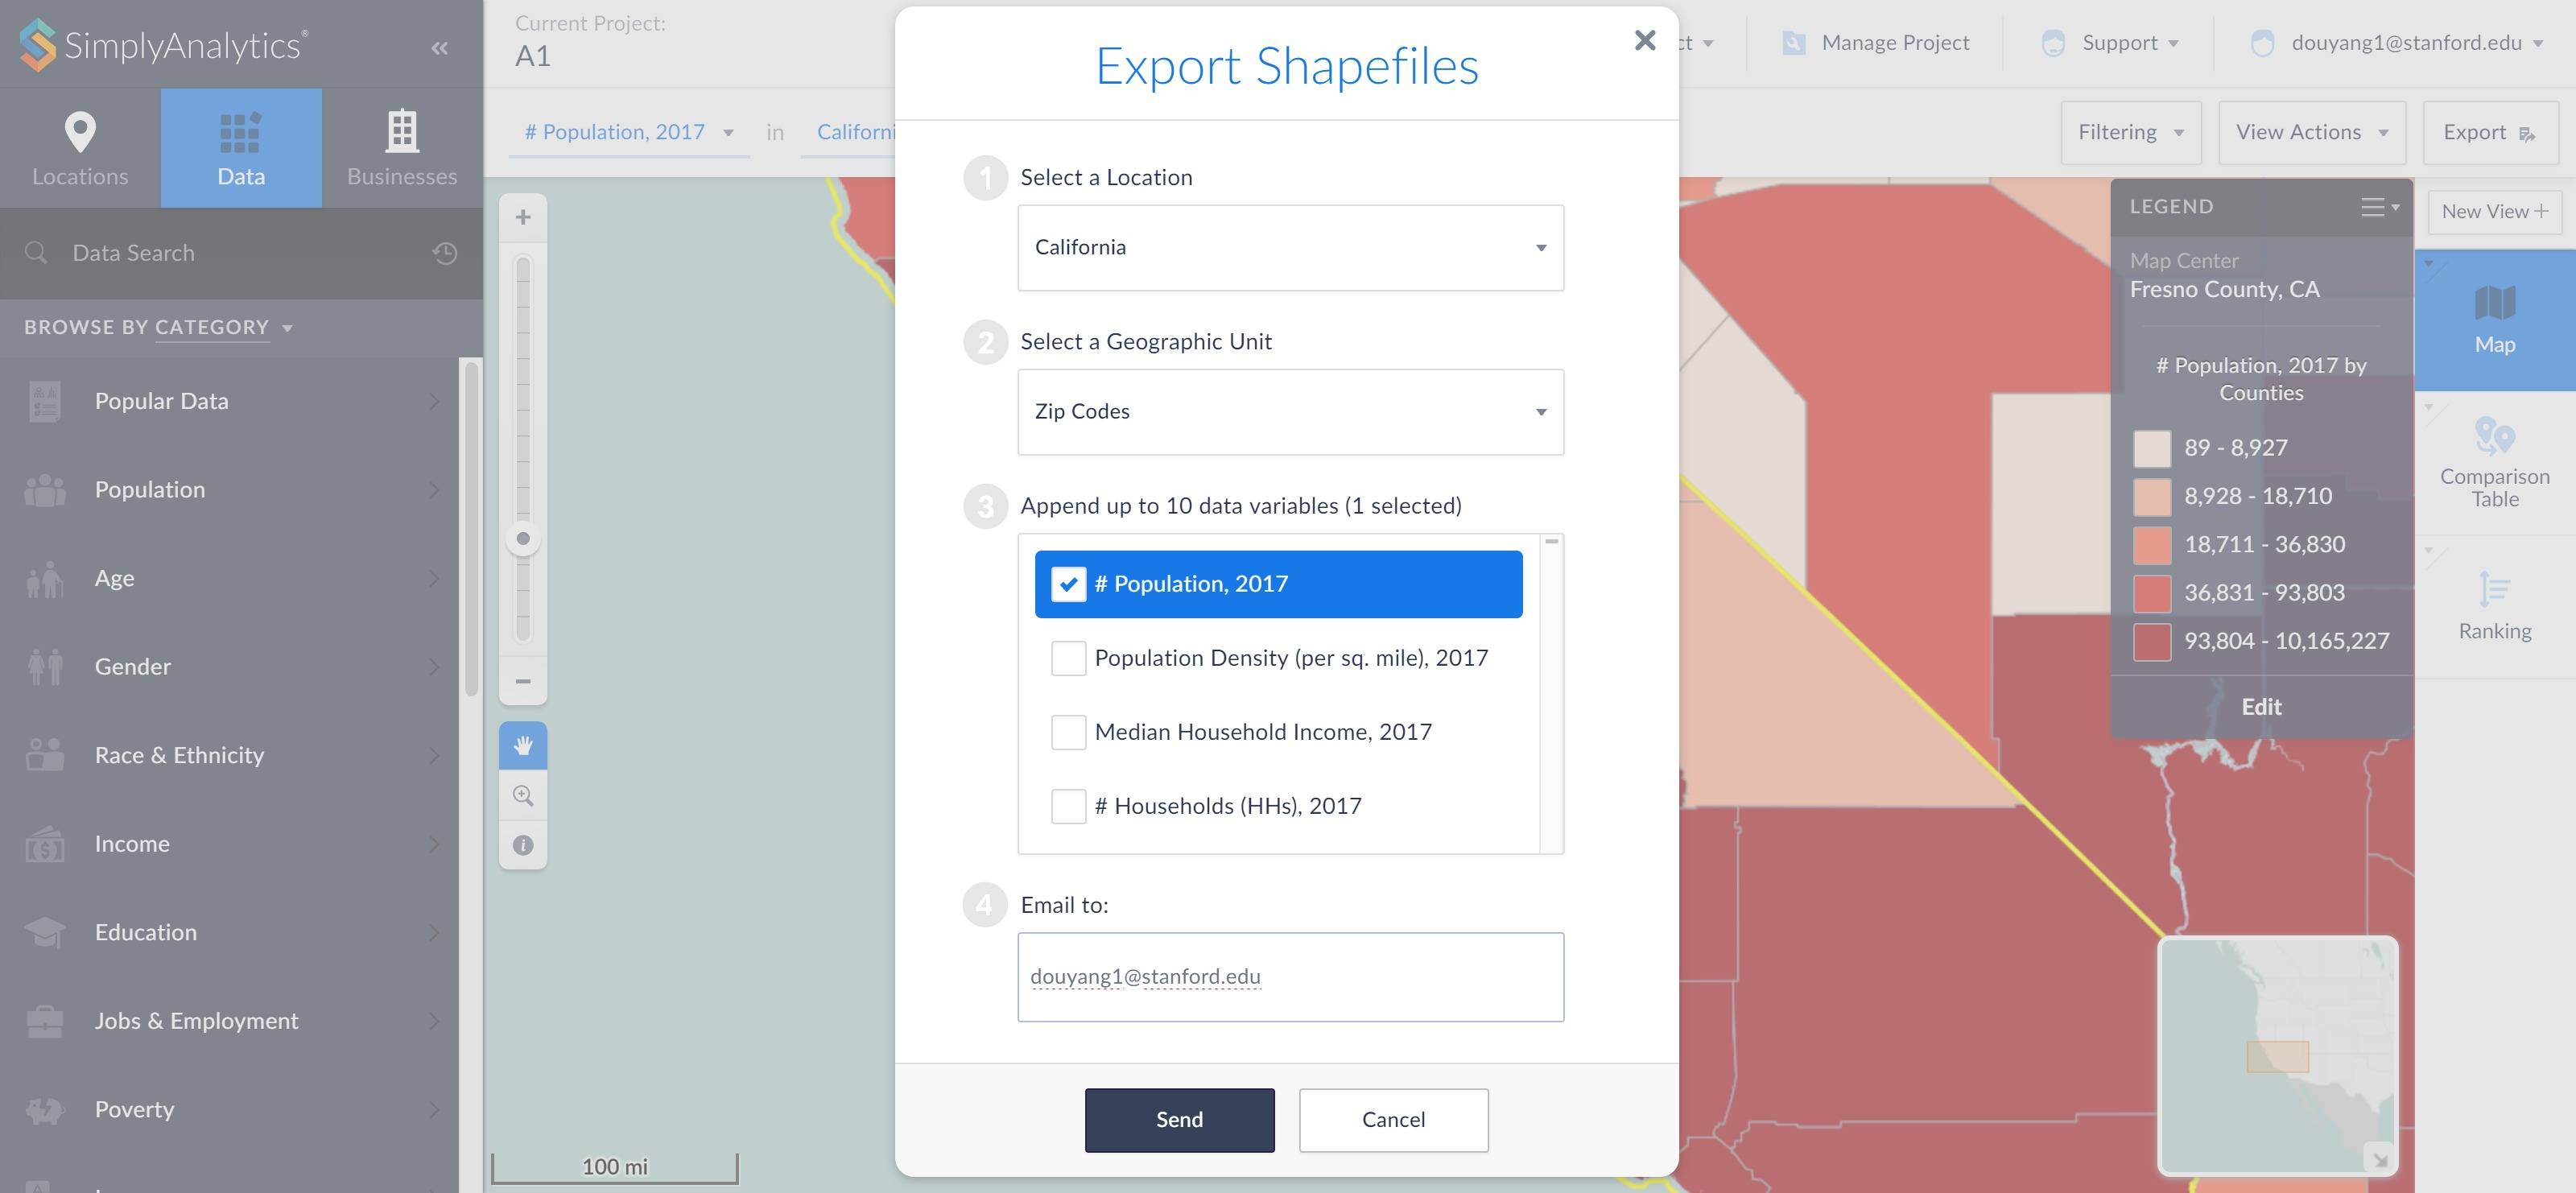 SimplyAnalytics®
Locations
Data
Businesses
Data Search
BROWSE BY CATEGORY
Popular Data
Population
Age
Gender
Race & Ethnicity
Income
Education
Jobs & Employment
Poverty
Current Project:
A1
ct
Manage Project
Support
douyang1@stanford.edu
# Population, 2017 in Californi
Filtering
View Actions
Export
100 mi
Export Shapefiles
1 Select a Location
California
2 Select a Geographic Unit
Zip Codes
3 Append up to 10 data variables (1 selected)
# Population, 2017
Population Density (per sq. mile), 2017
Median Household Income, 2017
# Households (HHs), 2017
4 Email to:
douyang1@stanford.edu
Send
Cancel
LEGEND
Map Center
Fresno County, CA
# Population, 2017 by
Counties
89 - 8,927
8,928 - 18,710
18,711 - 36,830
36,831 - 93,803
93,804 - 10,165,227
Edit
New View
Map
Comparison
Table
Ranking